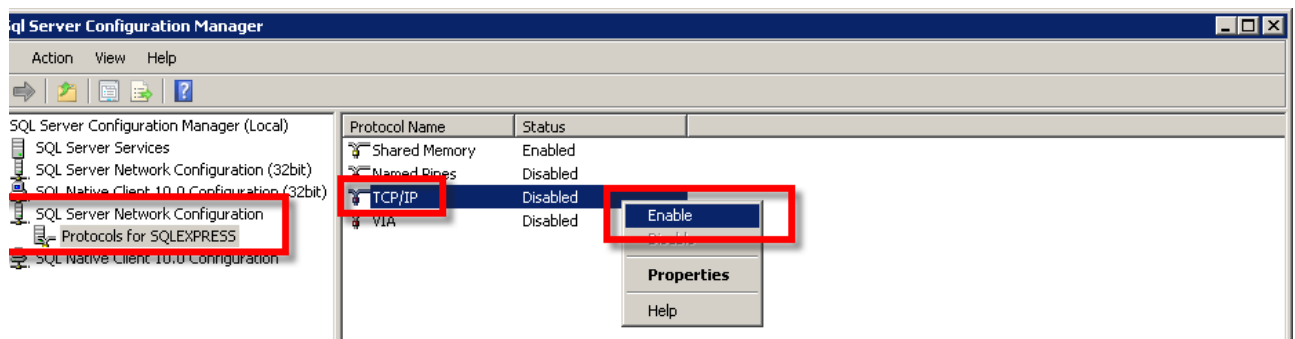 Sql Server Configuration Manager
Action View Help
SQL Server Configuration Manager (Local)
SQL Server Services
SQL Server Network Configuration (32bit)
SQL Native Client 10.0 Configuration (32bit)
SQL Server Network Configuration
Protocols for SQLEXPRESS
SQL Native Client 10.0 Configuration
Protocol Name Status
Shared Memory Enabled
Named Pipes Disabled
TCP/IP Disabled
VIA Disabled
Enable
Disable
Properties
Help